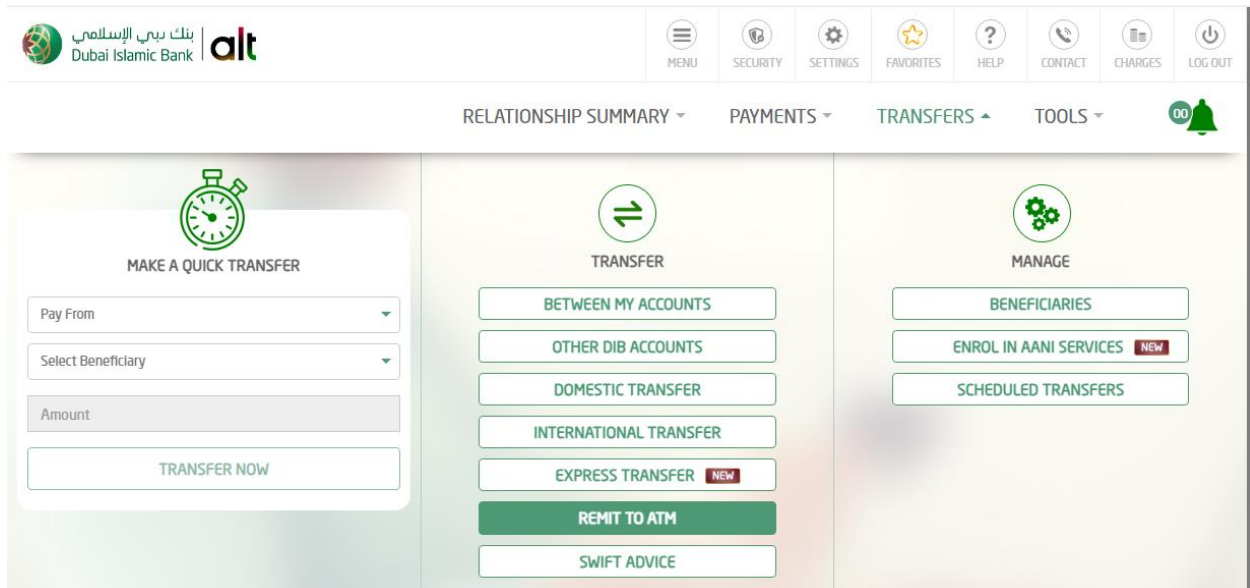 بنك دبي الإسلامي
Dubai Islamic Bank
alt
MENU
SECURITY
SETTINGS
FAVORITES
?
HELP
CONTACT
CHARGES
LOG OUT
RELATIONSHIP SUMMARY
PAYMENTS
TRANSFERS
TOOLS
00
MAKE A QUICK TRANSFER
Pay From
Select Beneficiary
Amount
TRANSFER NOW
TRANSFER
BETWEEN MY ACCOUNTS
OTHER DIB ACCOUNTS
DOMESTIC TRANSFER
INTERNATIONAL TRANSFER
EXPRESS TRANSFER NEW
REMIT TO ATM
SWIFT ADVICE
MANAGE
BENEFICIARIES
ENROL IN AANI SERVICES NEW
SCHEDULED TRANSFERS